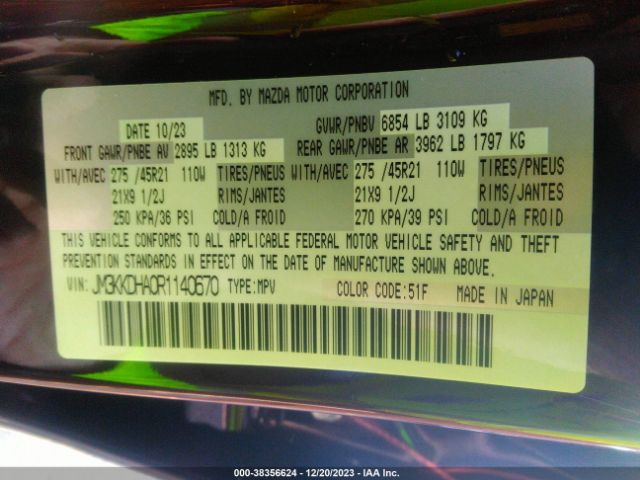 MFD. BY MAZDA MOTOR CORPORATION
DATE 10/23 GVWR/PNBV 6854 LB 3109 KG
FRONT GAWR/PNBE AV 2895 LB 1313 KG REAR GAWR/PNBE AR 3962 LB 1797 KG
WITH/AVEC 275 /45R21 110W TIRES/PNEUS WITH/AVEC 275 /45R21 110W TIRES/PNEUS
21X9 1/2J RIMS/JANTES 21X9 1/2J RIMS/JANTES
250 KPA/36 PSI COLD/A FROID 270 KPA/39 PSI COLD/A FROID
THIS VEHICLE CONFORMS TO ALL APPLICABLE FEDERAL MOTOR VEHICLE SAFETY AND THEFT
PREVENTION STANDARDS IN EFFECT ON THE DATE OF MANUFACTURE SHOWN ABOVE.
VIN: JM3KKDHA0R1140670 TYPE:MPV COLOR CODE:51F MADE IN JAPAN
000-38356624 - 12/20/2023 - IAA Inc.